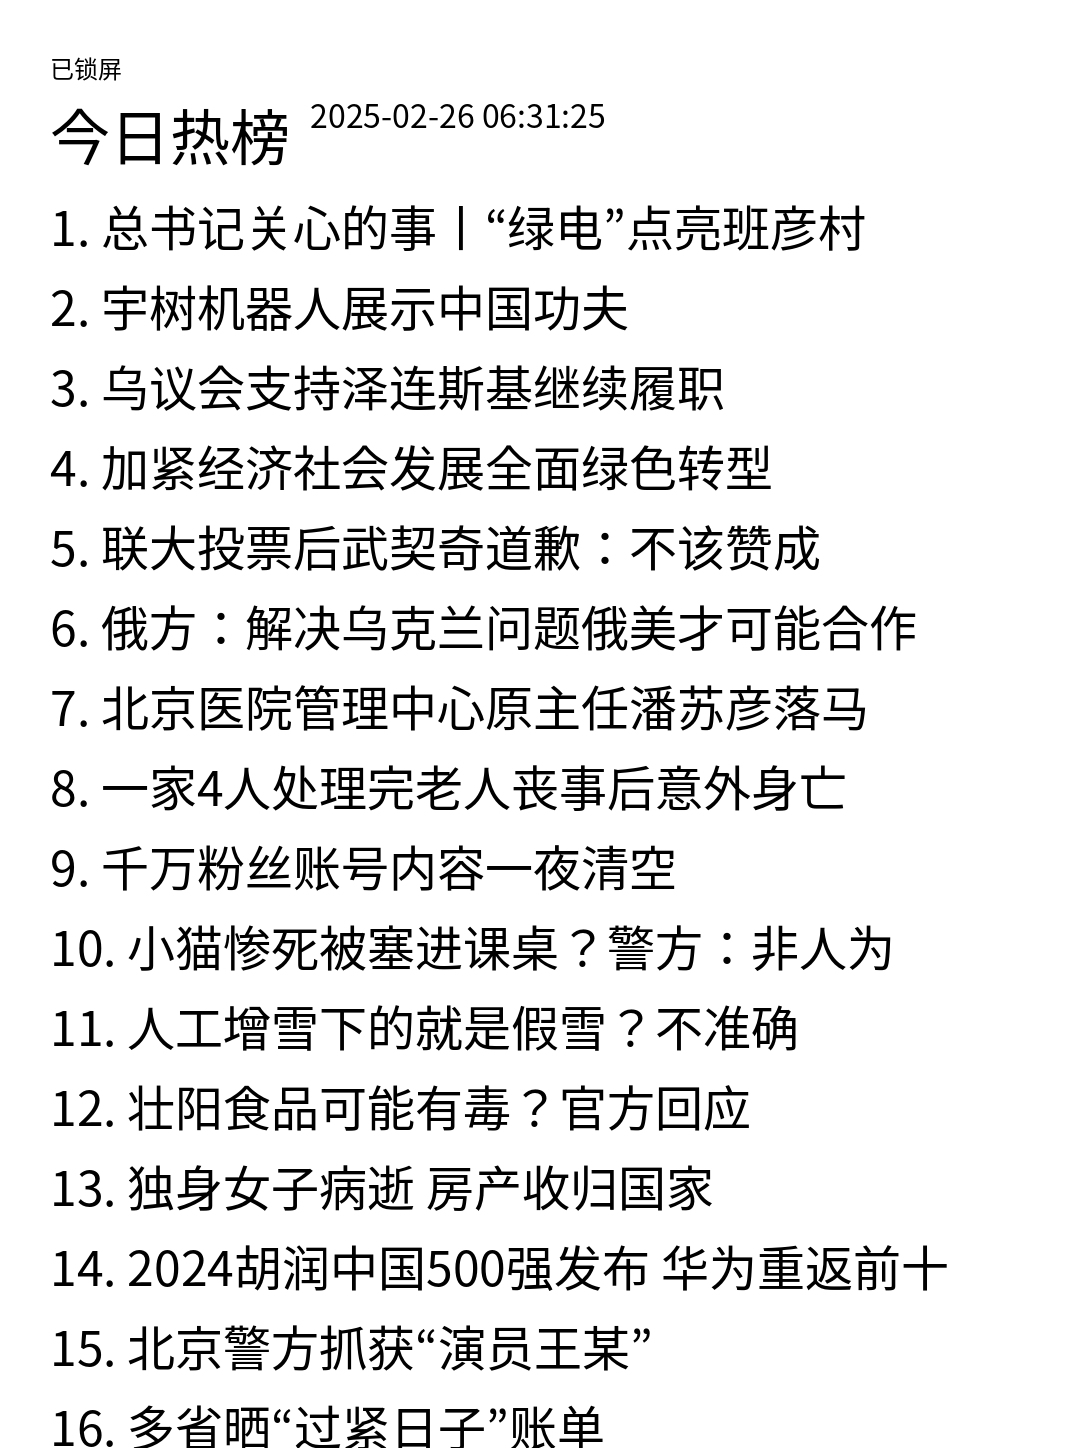 已锁屏
今日热榜 2025-02-26 06:31:25
1. 总书记关心的事丨“绿电”点亮班彦村
2. 宇树机器人展示中国功夫
3. 乌议会支持泽连斯基继续履职
4. 加紧经济社会发展全面绿色转型
5. 联大投票后武契奇道歉：不该赞成
6. 俄方：解决乌克兰问题俄美才可能合作
7. 北京医院管理中心原主任潘苏彦落马
8. 一家4人处理完老人丧事后意外身亡
9. 千万粉丝账号内容一夜清空
10. 小猫惨死被塞进课桌？警方：非人为
11. 人工增雪下的就是假雪？不准确
12. 壮阳食品可能有毒？官方回应
13. 独身女子病逝 房产收归国家
14. 2024胡润中国500强发布 华为重返前十
15. 北京警方抓获“演员王某”
16. 多省晒“过紧日子”账单